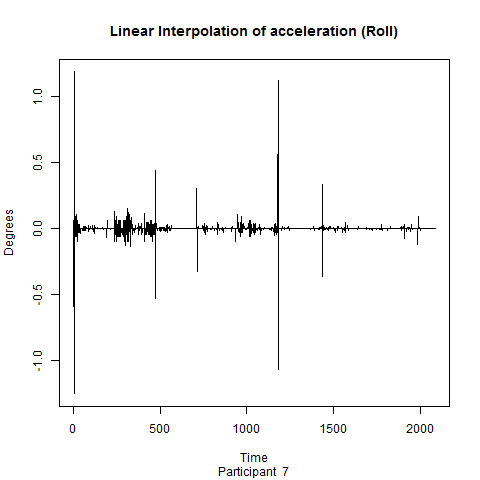 Linear Interpolation of acceleration (Roll)
1.0
0.5
0.0
-0.5
-1.0
Degrees
0 500 1000 1500 2000
Time
Participant 7